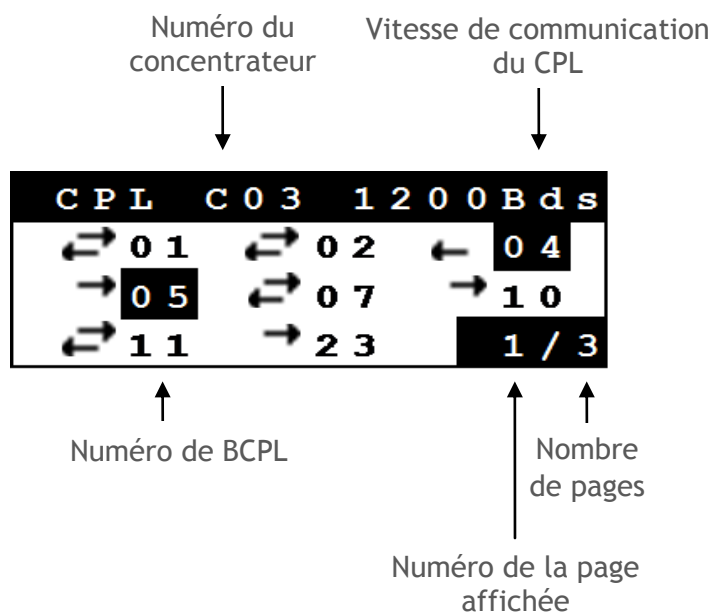 Numéro du
concentrateur
Vitesse de communication
du CPL
CPL C03 1200Bds
01 02 04
05 07 10
11 23 1/3
Numéro de BCPL
Nombre
de pages
Numéro de la page
affichée